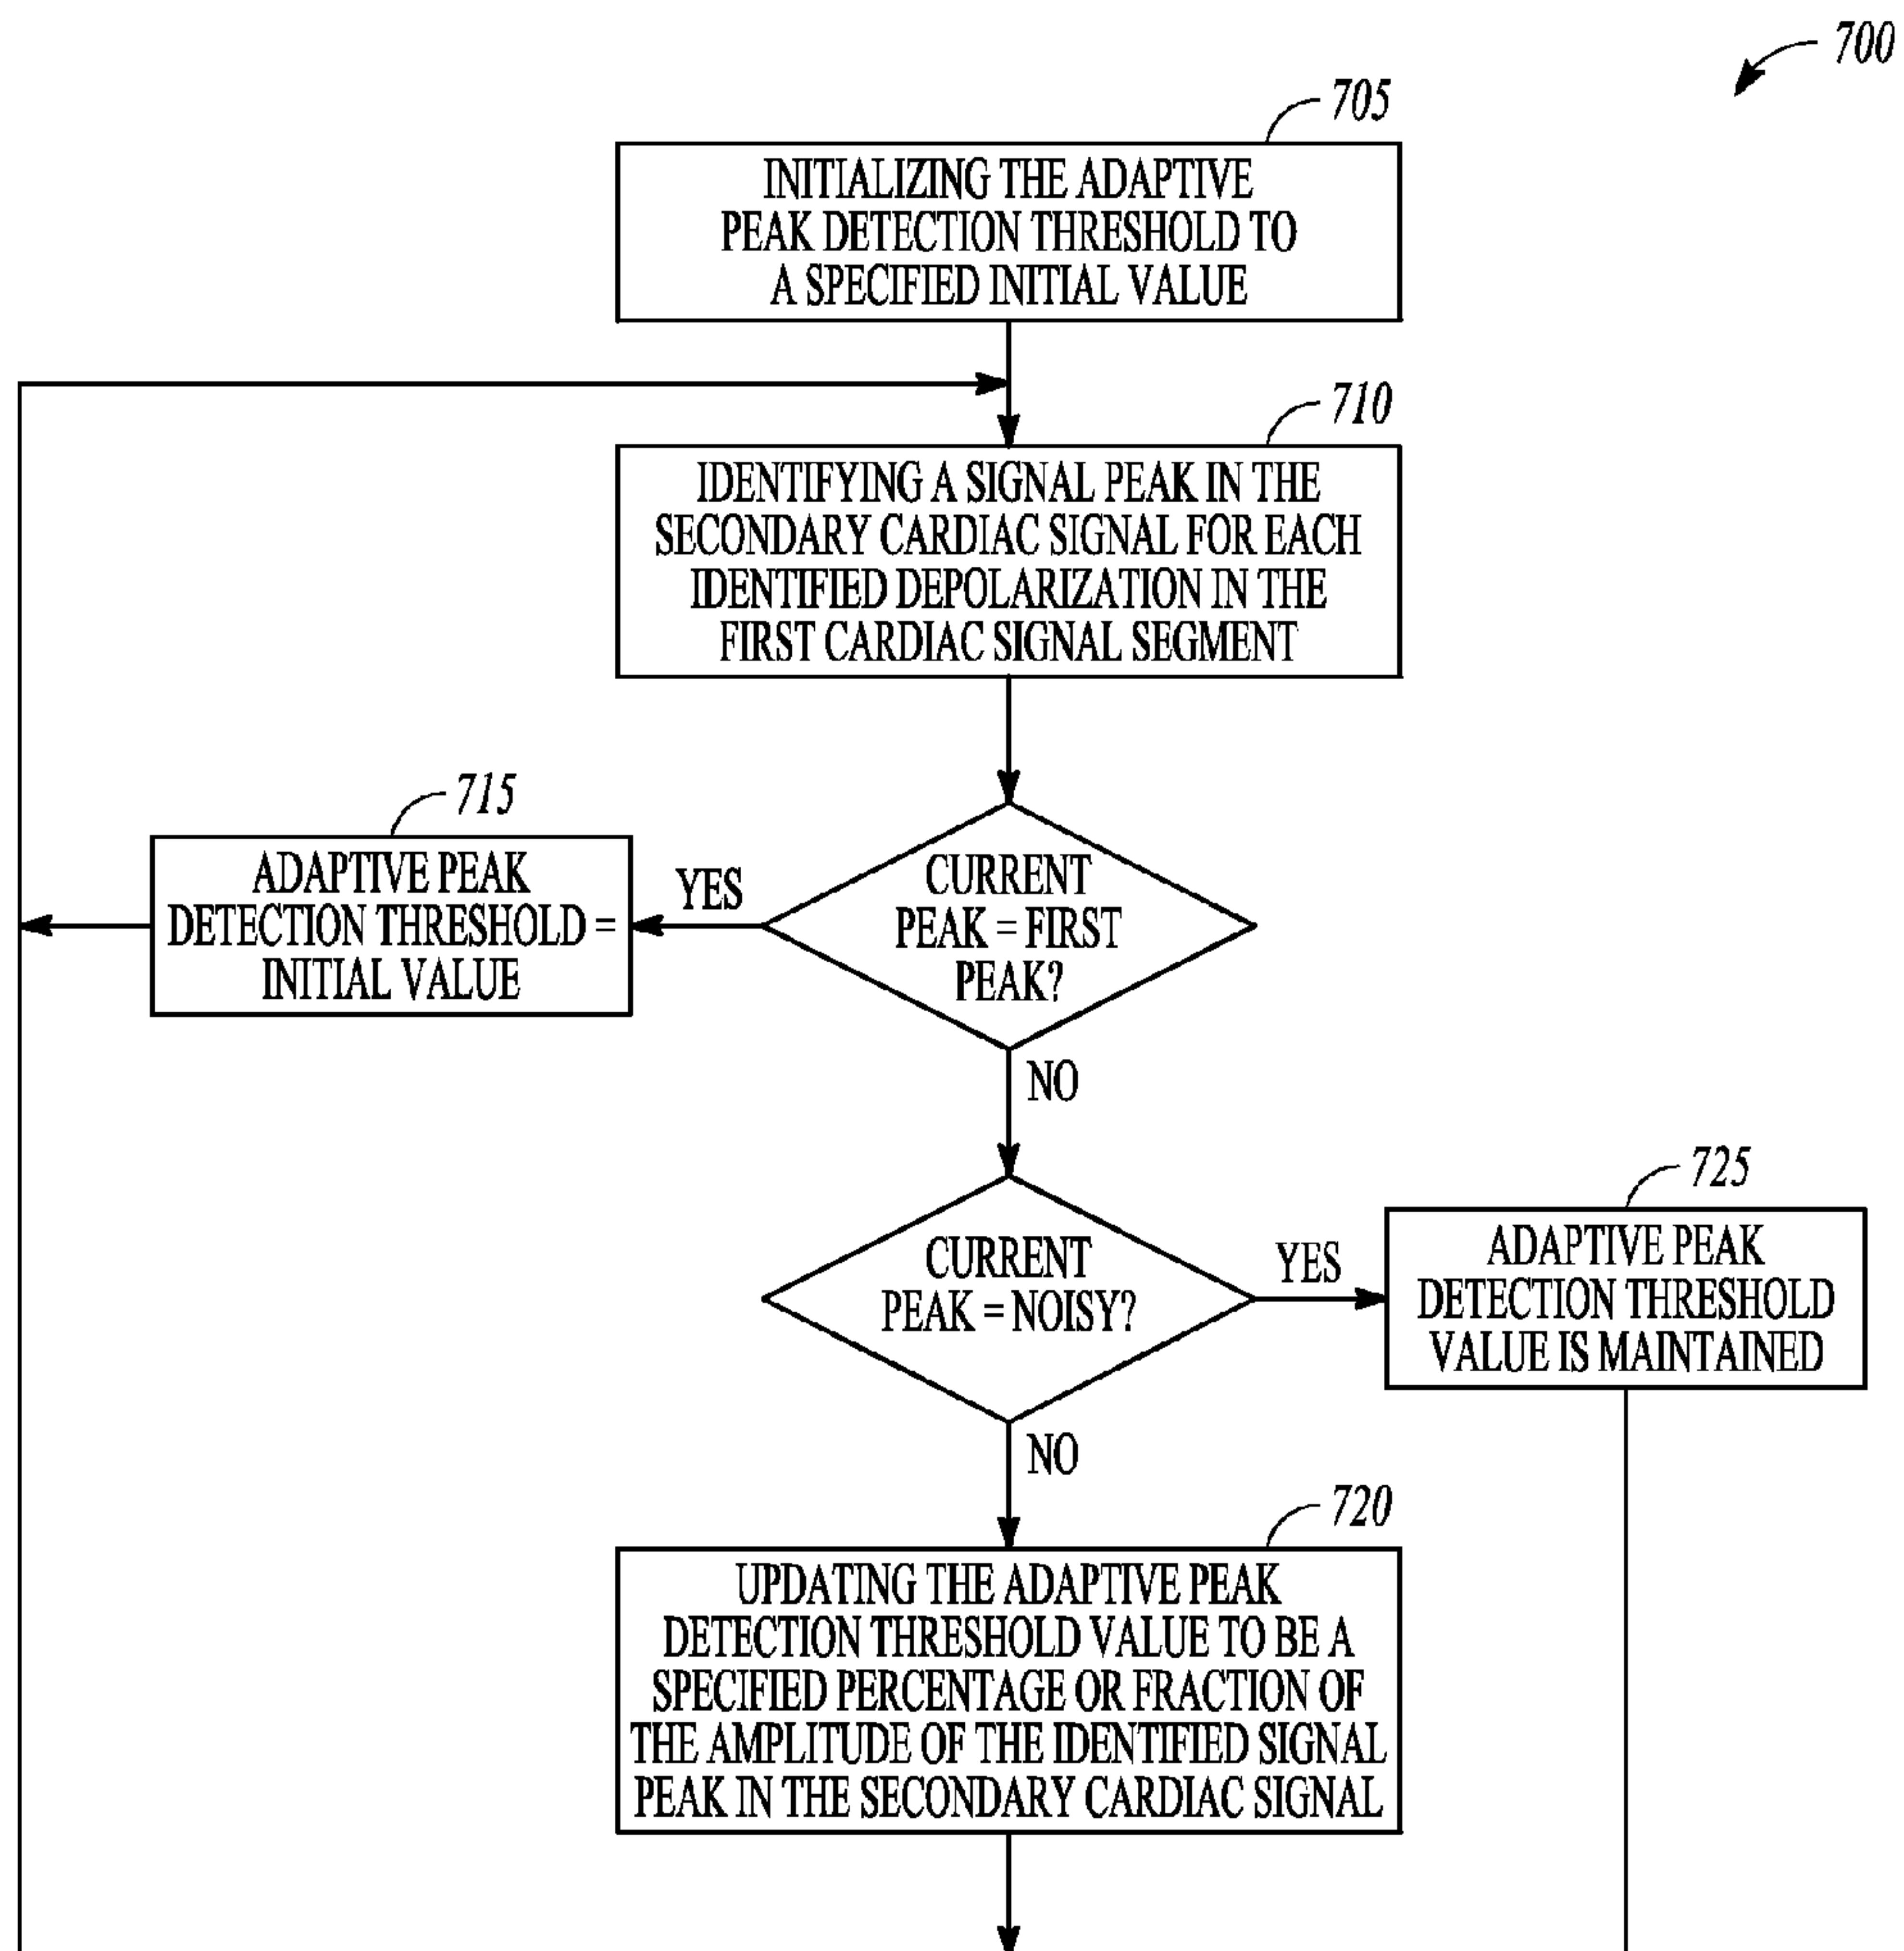 700
705
INITIALIZING THE ADAPTIVE
PEAK DETECTION THRESHOLD TO
A SPECIFIED INITIAL VALUE
710
IDENTIFYING A SIGNAL PEAK IN THE
SECONDARY CARDIAC SIGNAL FOR EACH
IDENTIFIED DEPOLARIZATION IN THE
FIRST CARDIAC SIGNAL SEGMENT
715
ADAPTIVE PEAK
DETECTION THRESHOLD =
INITIAL VALUE
YES
CURRENT
PEAK = FIRST
PEAK?
NO
CURRENT
PEAK = NOISY?
YES
725
ADAPTIVE PEAK
DETECTION THRESHOLD
VALUE IS MAINTAINED
NO
720
UPDATING THE ADAPTIVE PEAK
DETECTION THRESHOLD VALUE TO BE A
SPECIFIED PERCENTAGE OR FRACTION OF
THE AMPLITUDE OF THE IDENTIFIED SIGNAL
PEAK IN THE SECONDARY CARDIAC SIGNAL